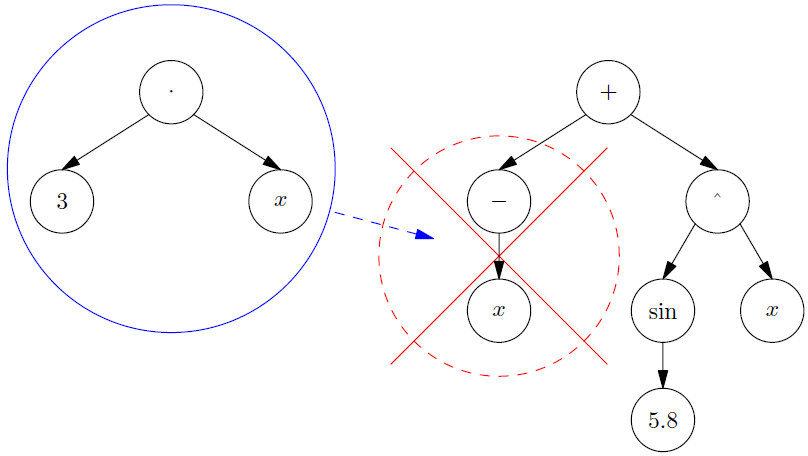 · +
3 x − ^
x sin x
5.8